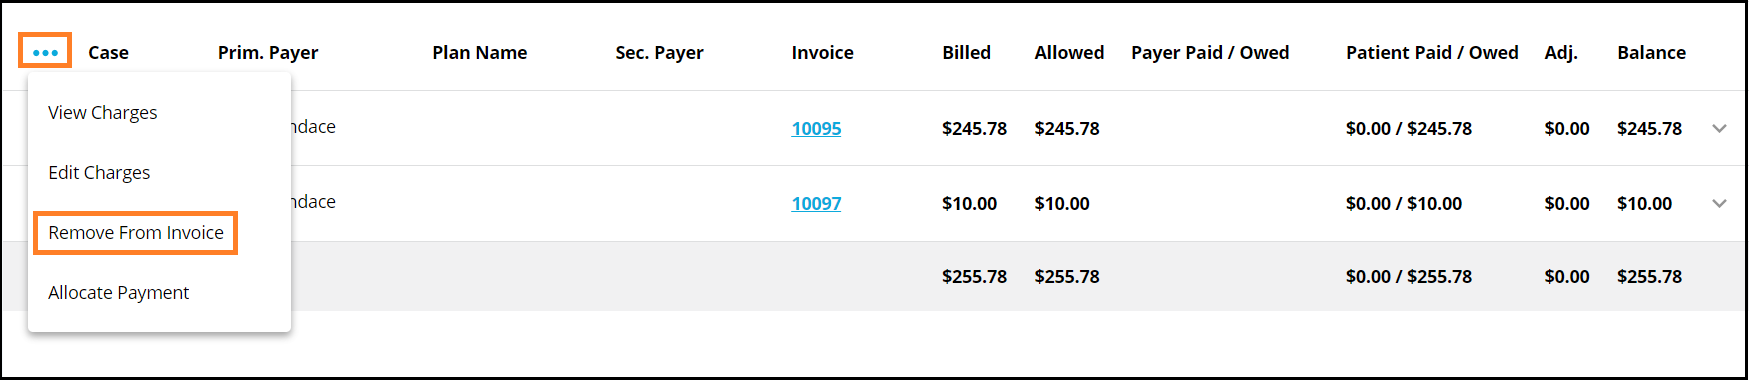 ••• Case Prim. Payer Plan Name Sec. Payer Invoice Billed Allowed Payer Paid / Owed Patient Paid / Owed Adj. Balance
View Charges
10095 $245.78 $245.78 $0.00 / $245.78 $0.00 $245.78
Edit Charges
10097 $10.00 $10.00 $0.00 / $10.00 $0.00 $10.00
Remove From Invoice
$255.78 $255.78 $0.00 / $255.78 $0.00 $255.78
Allocate Payment